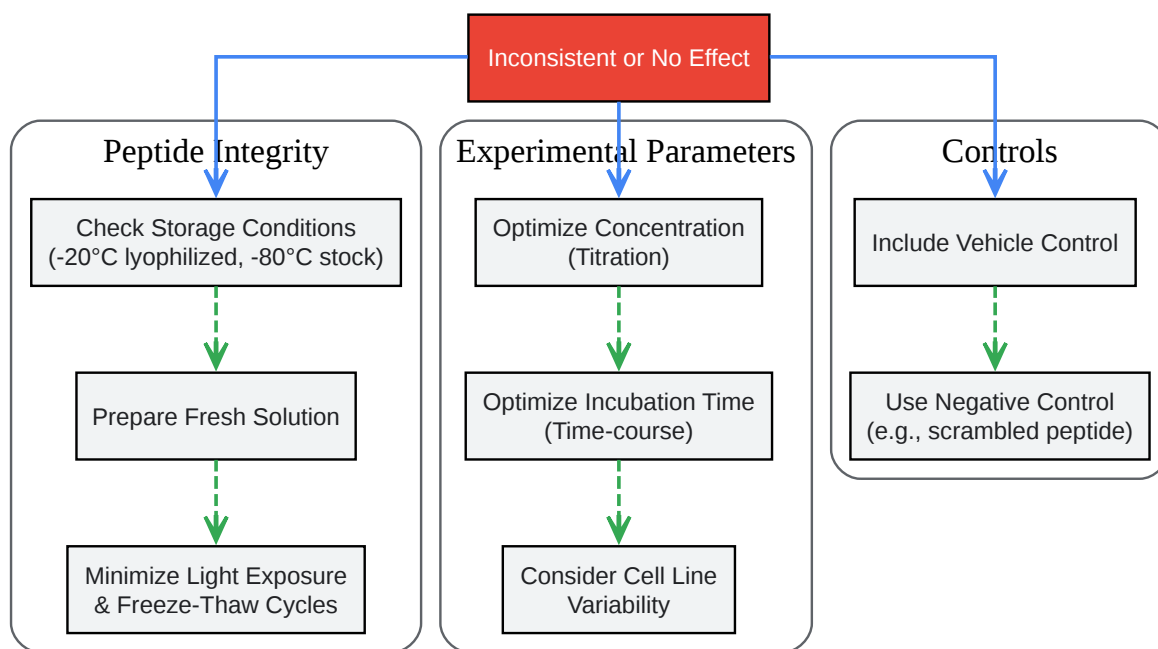 Inconsistent or No Effect
Peptide Integrity
Check Storage Conditions
(-20°C lyophilized, -80°C stock)
Prepare Fresh Solution
Minimize Light Exposure
& Freeze-Thaw Cycles
Experimental Parameters
Optimize Concentration
(Titration)
Optimize Incubation Time
(Time-course)
Consider Cell Line
Variability
Controls
Include Vehicle Control
Use Negative Control
(e.g., scrambled peptide)